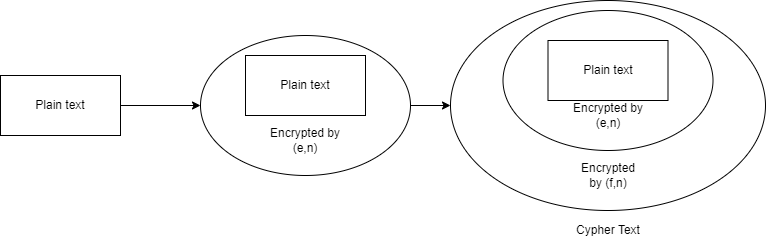 Plain text
Plain text
Encrypted by
(e,n)
Plain text
Encrypted by
(e,n)
Encrypted
by (f,n)
Cypher Text